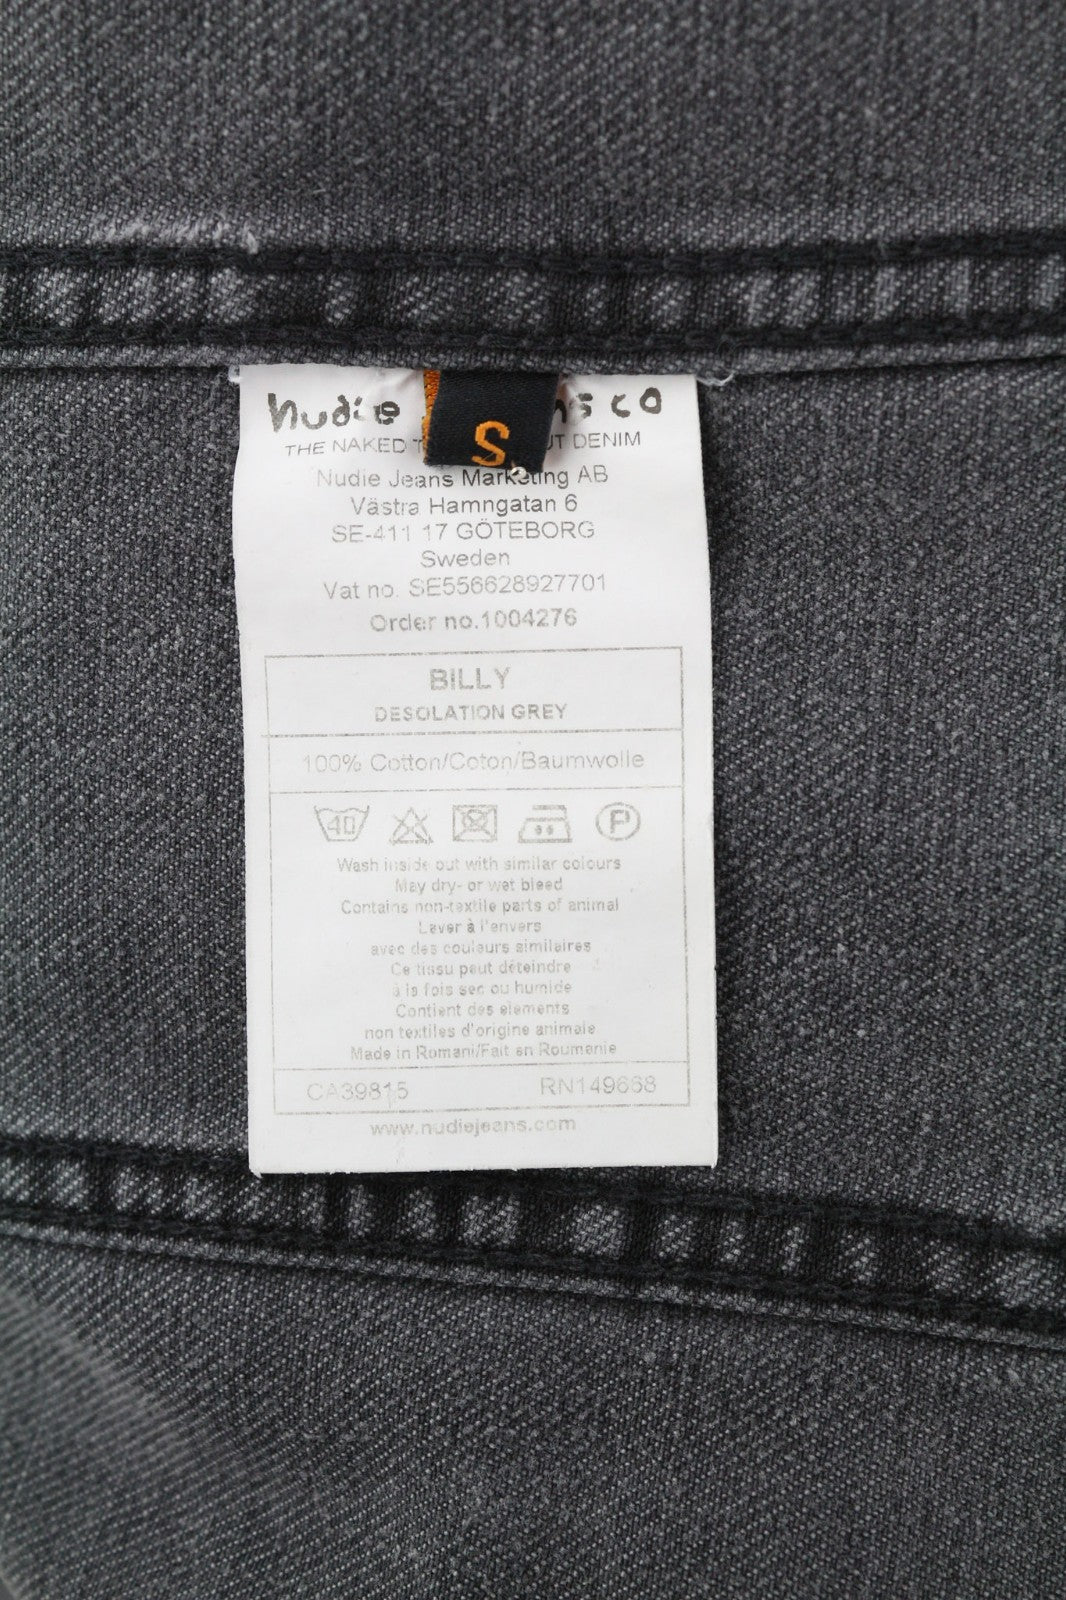 Nudie co
S
THE NAKED DENIM
Nudie Jeans Marketing AB
Västra Hamngatan 6
SE-411 17 GÖTEBORG
Sweden
Vat no. SE556628927701
Order no.1004276
BILLY
DESOLATION GREY
100% Cotton/Coton/Baumwolle
40 P
Wash inside out with similar colours
May dry- or wet bleed
Contains non-textile parts of animal
Laver à l'envers
avec des couleurs similaires
Ce tissu peut déteindre
à la fois sec ou humide
Contient des elements
non textiles d'origine animale
Made in Romani/Fait en Roumanie
CA39815 RN149668
www.nudiejeans.com